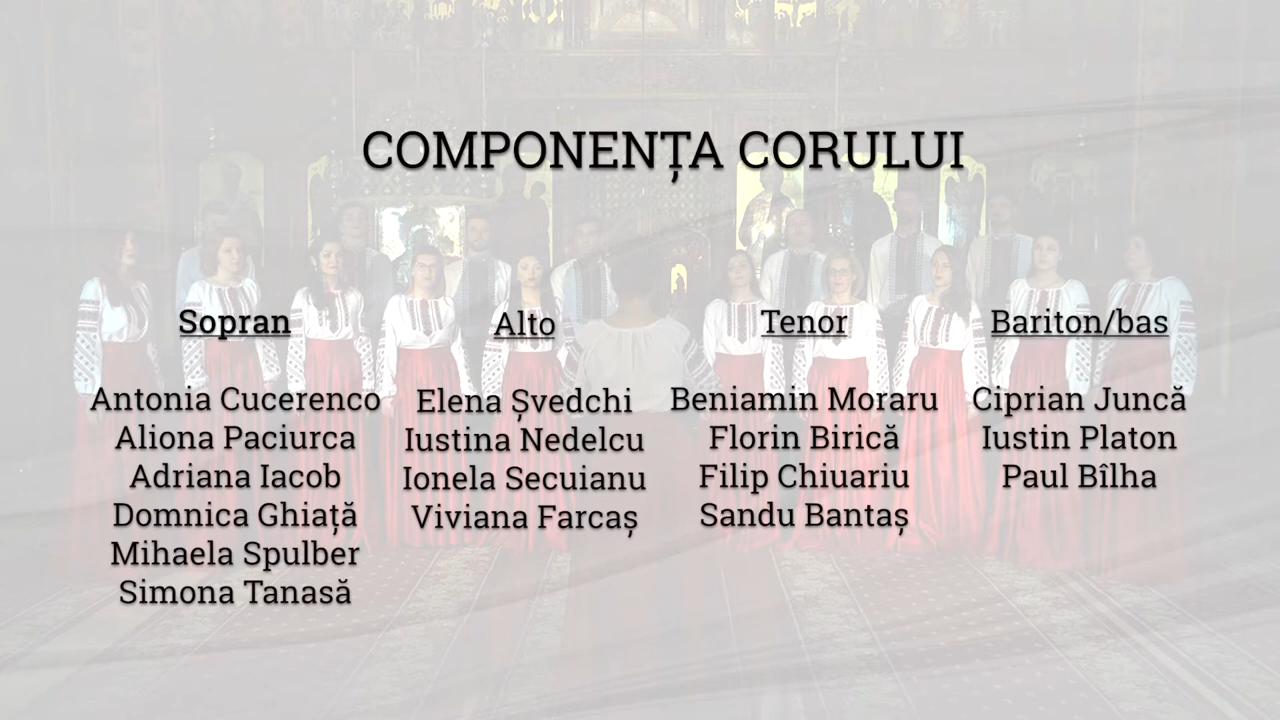 COMPONENȚA CORULUI
Sopran
Antonia Cucerenco
Aliona Paciurca
Adriana Iacob
Domnica Ghiață
Mihaela Spulber
Simona Tanasă
Alto
Elena Șvedchi
Iustina Nedelcu
Ionela Secuianu
Viviana Farcaș
Tenor
Beniamin Moraru
Florin Birică
Filip Chiuariu
Sandu Bantaș
Bariton/bas
Ciprian Juncă
Iustin Platon
Paul Bîlha